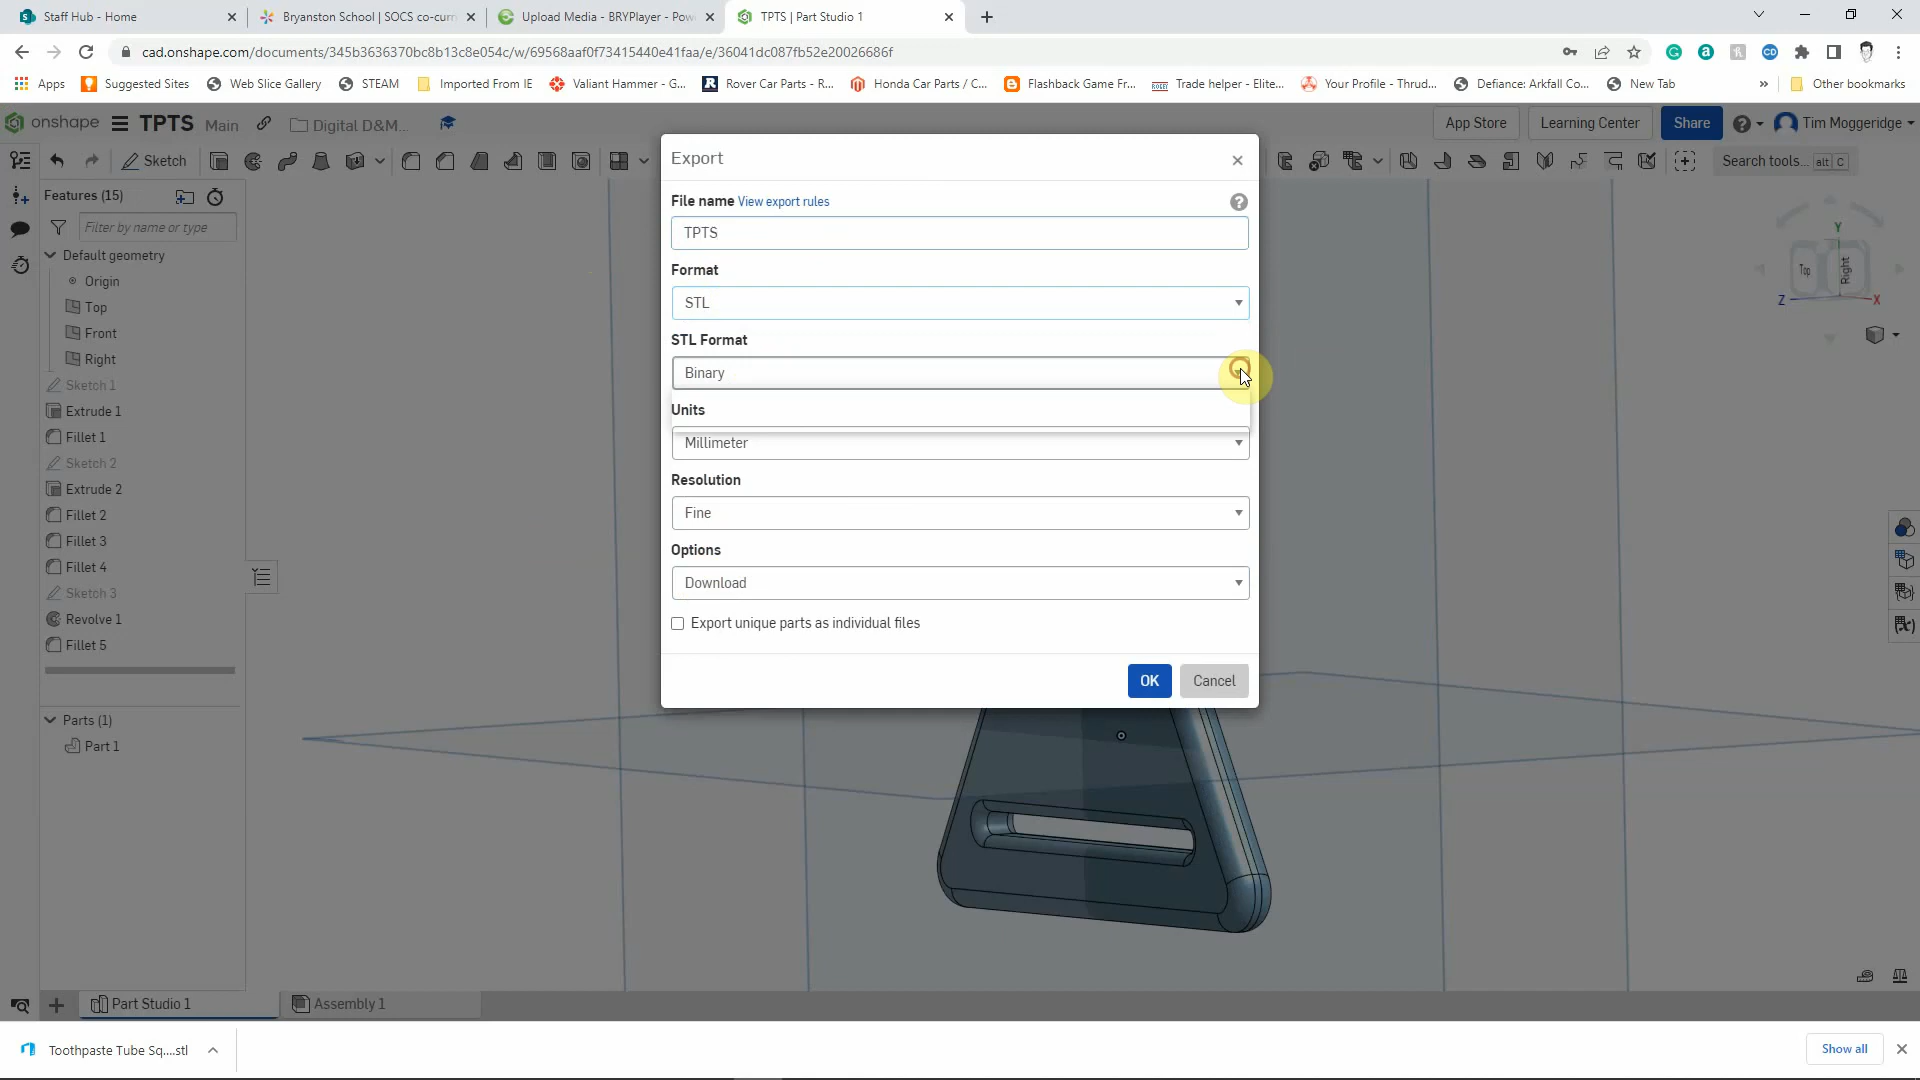 Staff Hub - Home
Bryanston School | SOCS co-curr
Upload Media - BRYPlayer - Pow
TPTS | Part Studio 1
cad.onshape.com/documents/345b3636370bc8b13c8e054c/w/69568aaf0f73415440e41faa/e/36041dc087fb52e20026686f
Apps
Suggested Sites
Web Slice Gallery
STEAM
Imported From IE
Valiant Hammer - G...
Rover Car Parts - R...
Honda Car Parts / C...
Flashback Game Fr...
Trade helper - Elite...
Your Profile - Thrud...
Defiance: Arkfall Co...
New Tab
»
Other bookmarks
onshape
TPTS
Main
Digital D&M...
App Store
Learning Center
Share
Tim Moggeridge
Sketch
Search tools...
alt C
Features (15)
Filter by name or type
Default geometry
Origin
Top
Front
Right
Sketch 1
Extrude 1
Fillet 1
Sketch 2
Extrude 2
Fillet 2
Fillet 3
Fillet 4
Sketch 3
Revolve 1
Fillet 5
Parts (1)
Part 1
Export
File name View export rules
TPTS
Format
STL
STL Format
Binary
Units
Millimeter
Resolution
Fine
Options
Download
Export unique parts as individual files
OK
Cancel
Y
Top
Right
Z
X
Part Studio 1
Assembly 1
Toothpaste Tube Sq....stl
Show all